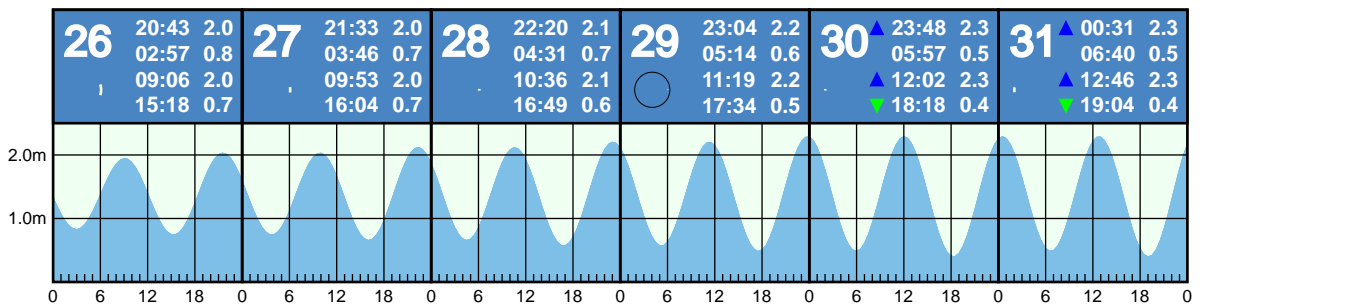 26 20:43 2.0 27 21:33 2.0 28 22:20 2.1 29 23:04 2.2 30 ▲ 23:48 2.3 31 ▲ 00:31 2.3
02:57 0.8 03:46 0.7 04:31 0.7 05:14 0.6 05:57 0.5 06:40 0.5
09:06 2.0 09:53 2.0 10:36 2.1 11:19 2.2 ▲ 12:02 2.3 ▲ 12:46 2.3
15:18 0.7 16:04 0.7 16:49 0.6 17:34 0.5 ▼ 18:18 0.4 ▼ 19:04 0.4
2.0m
1.0m
0 6 12 18 0 6 12 18 0 6 12 18 0 6 12 18 0 6 12 18 0 6 12 18 0